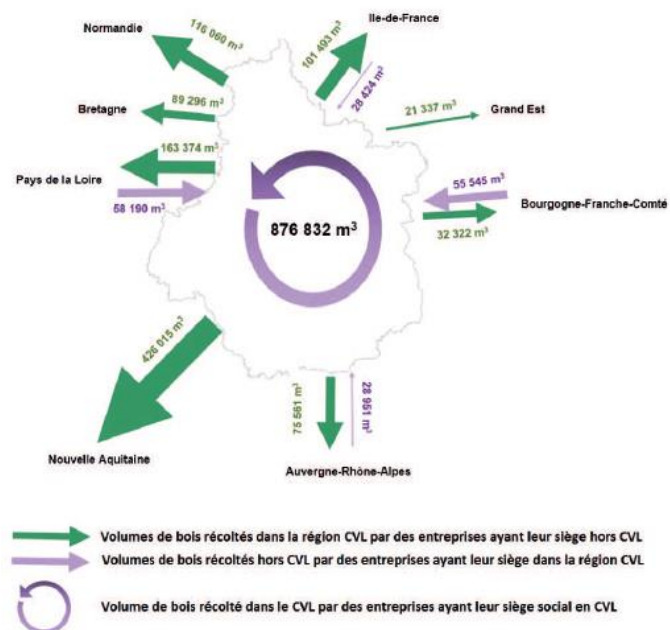 Normandie
116 060 m³
Ile-de-France
101 493 m³
28 424 m³
Bretagne
89 296 m³
21 337 m³
Grand Est
163 374 m³
Pays de la Loire
58 190 m³
55 545 m³
Bourgogne-Franche-Comté
32 322 m³
876 832 m³
426 015 m³
Nouvelle Aquitaine
75 561 m³
28 951 m³
Auvergne-Rhône-Alpes
Volumes de bois récoltés dans la région CVL par des entreprises ayant leur siège hors CVL
Volumes de bois récoltés hors CVL par des entreprises ayant leur siège dans la région CVL
Volume de bois récolté dans le CVL par des entreprises ayant leur siège social en CVL